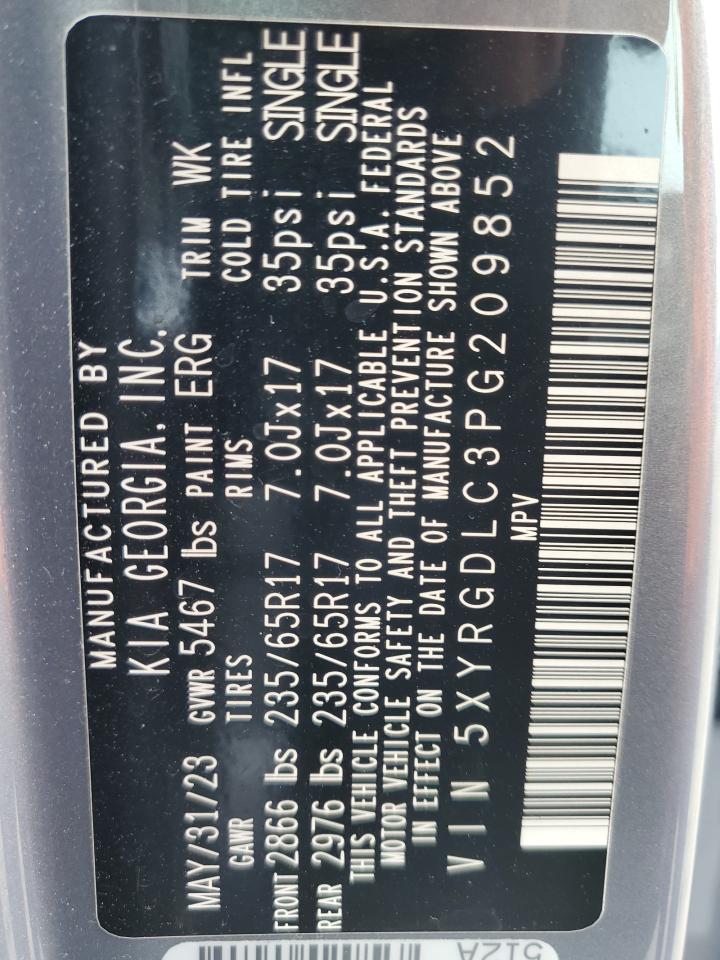 MANUFACTURED BY
KIA GEORGIA, INC.
MAY/31/23 GVWR 5467 lbs PAINT ERG TRIM WK
GAWR TIRES RIMS COLD TIRE INFL
FRONT 2866 lbs 235/65R17 7.0Jx17 35psi SINGLE
REAR 2976 lbs 235/65R17 7.0Jx17 35psi SINGLE
THIS VEHICLE CONFORMS TO ALL APPLICABLE U.S.A. FEDERAL
MOTOR VEHICLE SAFETY AND THEFT PREVENTION STANDARDS
IN EFFECT ON THE DATE OF MANUFACTURE SHOWN ABOVE
VIN 5XYRGDLC3PG209852
MPV
512A